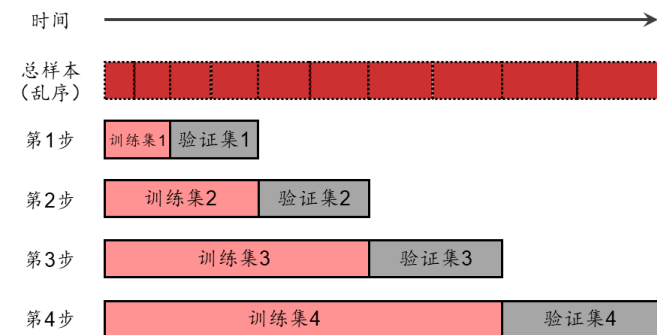 时间
总样本
（乱序）
第1步
训练集1
验证集1
第2步
训练集2
验证集2
第3步
训练集3
验证集3
第4步
训练集4
验证集4